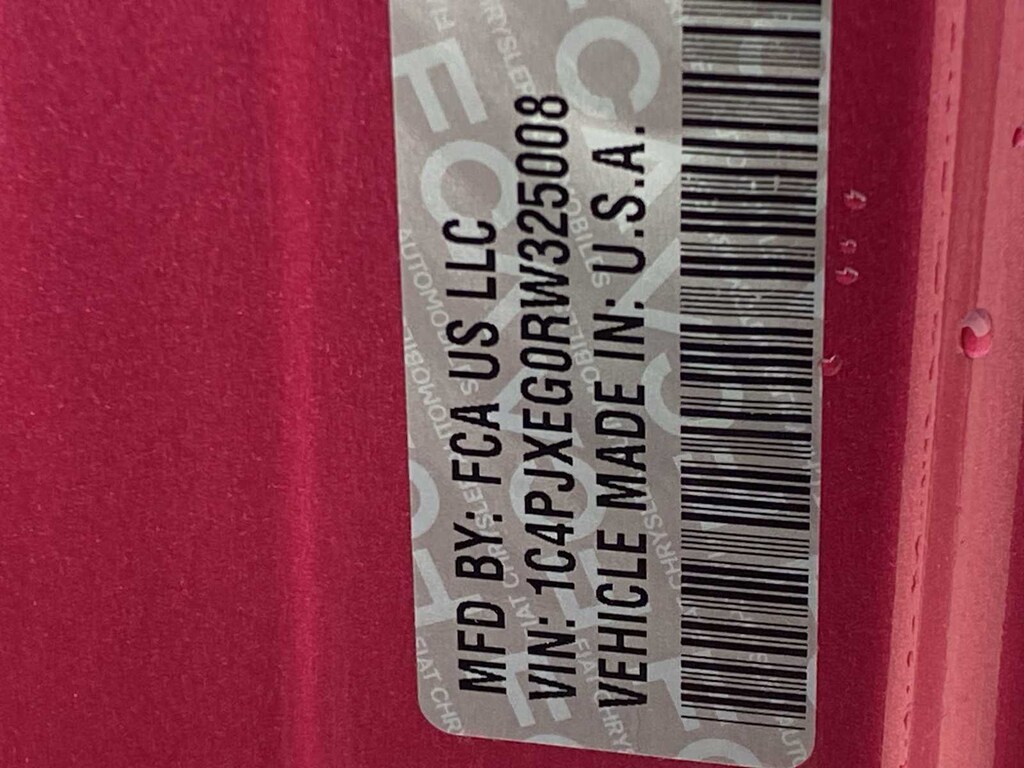 MFD BY: FCA US LLC
VIN: 1C4PJXEG0RW325008
VEHICLE MADE IN: U.S.A.